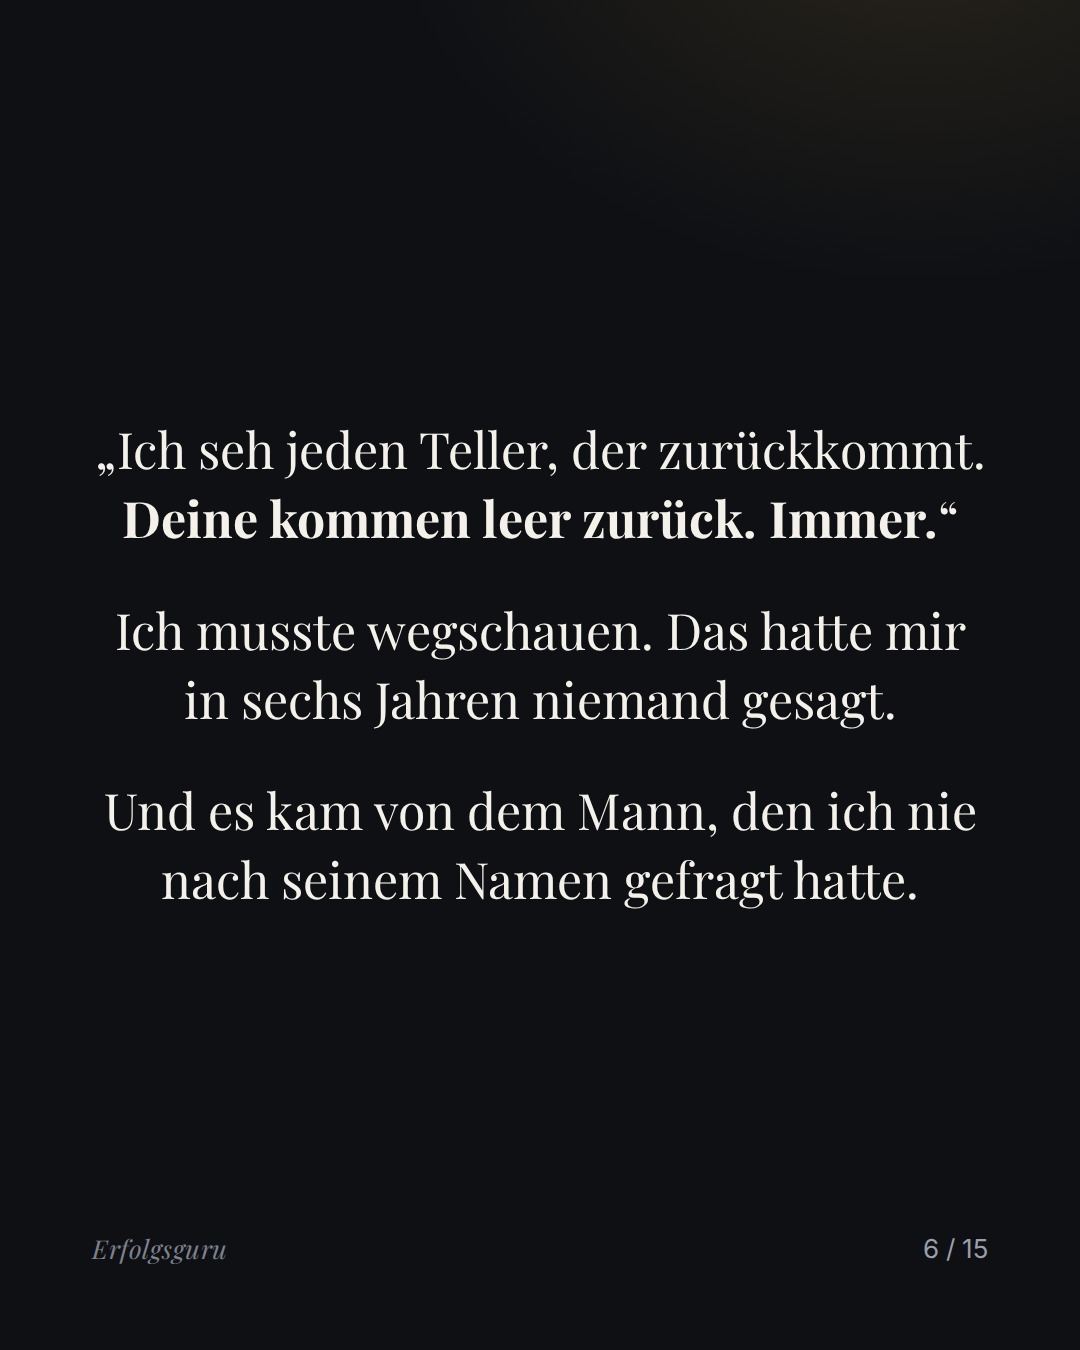 „Ich seh jeden Teller, der zurückkommt.
Deine kommen leer zurück. Immer.“
Ich musste wegschauen. Das hatte mir
in sechs Jahren niemand gesagt.
Und es kam von dem Mann, den ich nie
nach seinem Namen gefragt hatte.
Erfolgsguru
6 / 15